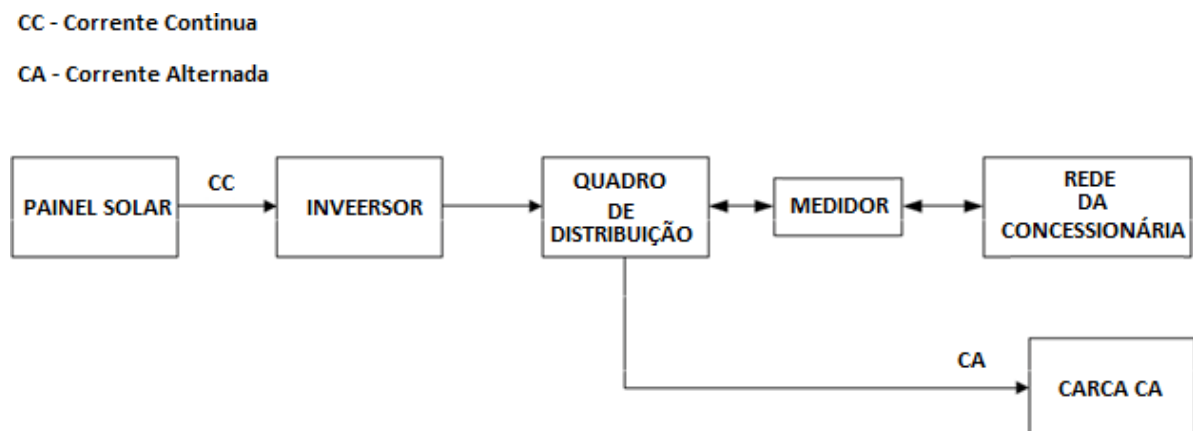 CC - Corrente Continua
CA - Corrente Alternada
PAINEL SOLAR
CC
INVEERSOR
QUADRO
DE
DISTRIBUIÇÃO
MEDIDOR
REDE
DA
CONCESSIONÁRIA
CA
CARCA CA